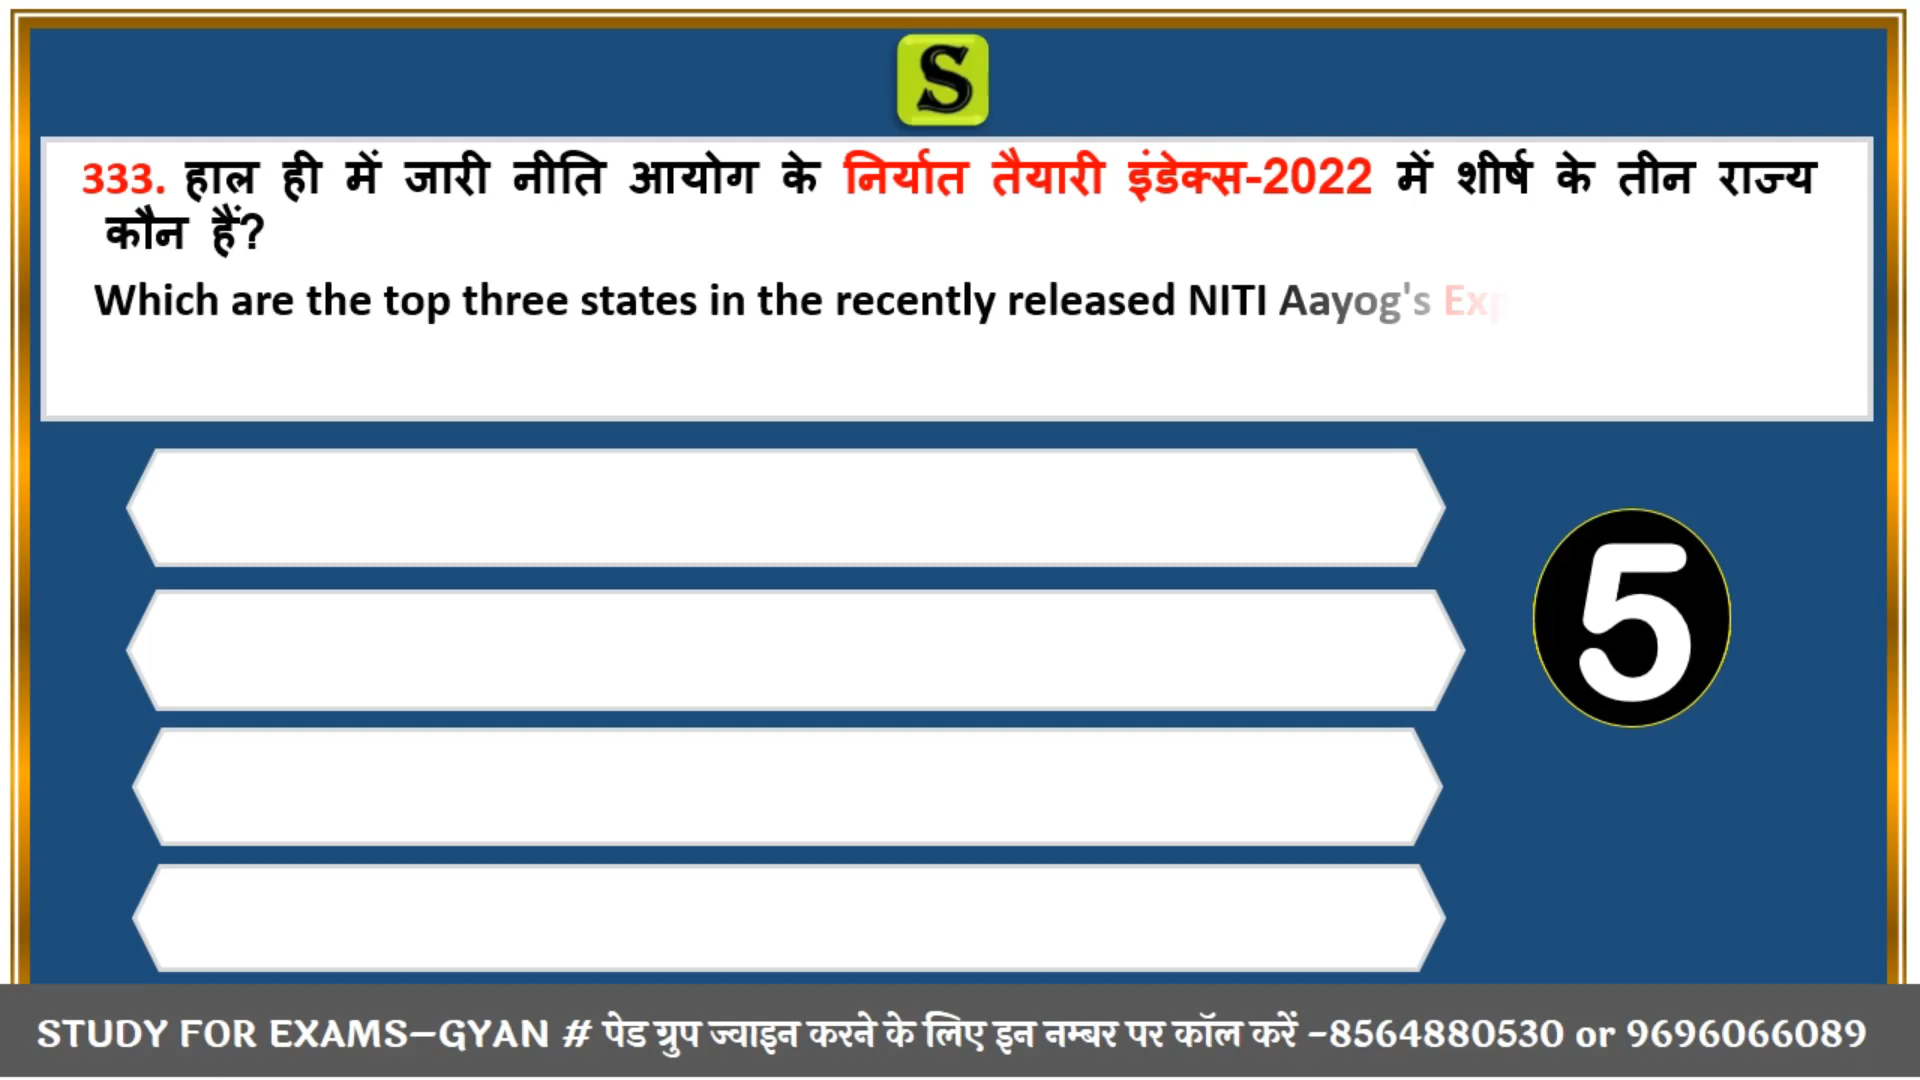 S
333. हाल ही में जारी नीति आयोग के निर्यात तैयारी इंडेक्स-2022 में शीर्ष के तीन राज्य
कौन हैं?
Which are the top three states in the recently released NITI Aayog's
5
STUDY FOR EXAMS–GYAN # पेड ग्रुप ज्वाइन करने के लिए इन नम्बर पर कॉल करें -8564880530 or 9696066089